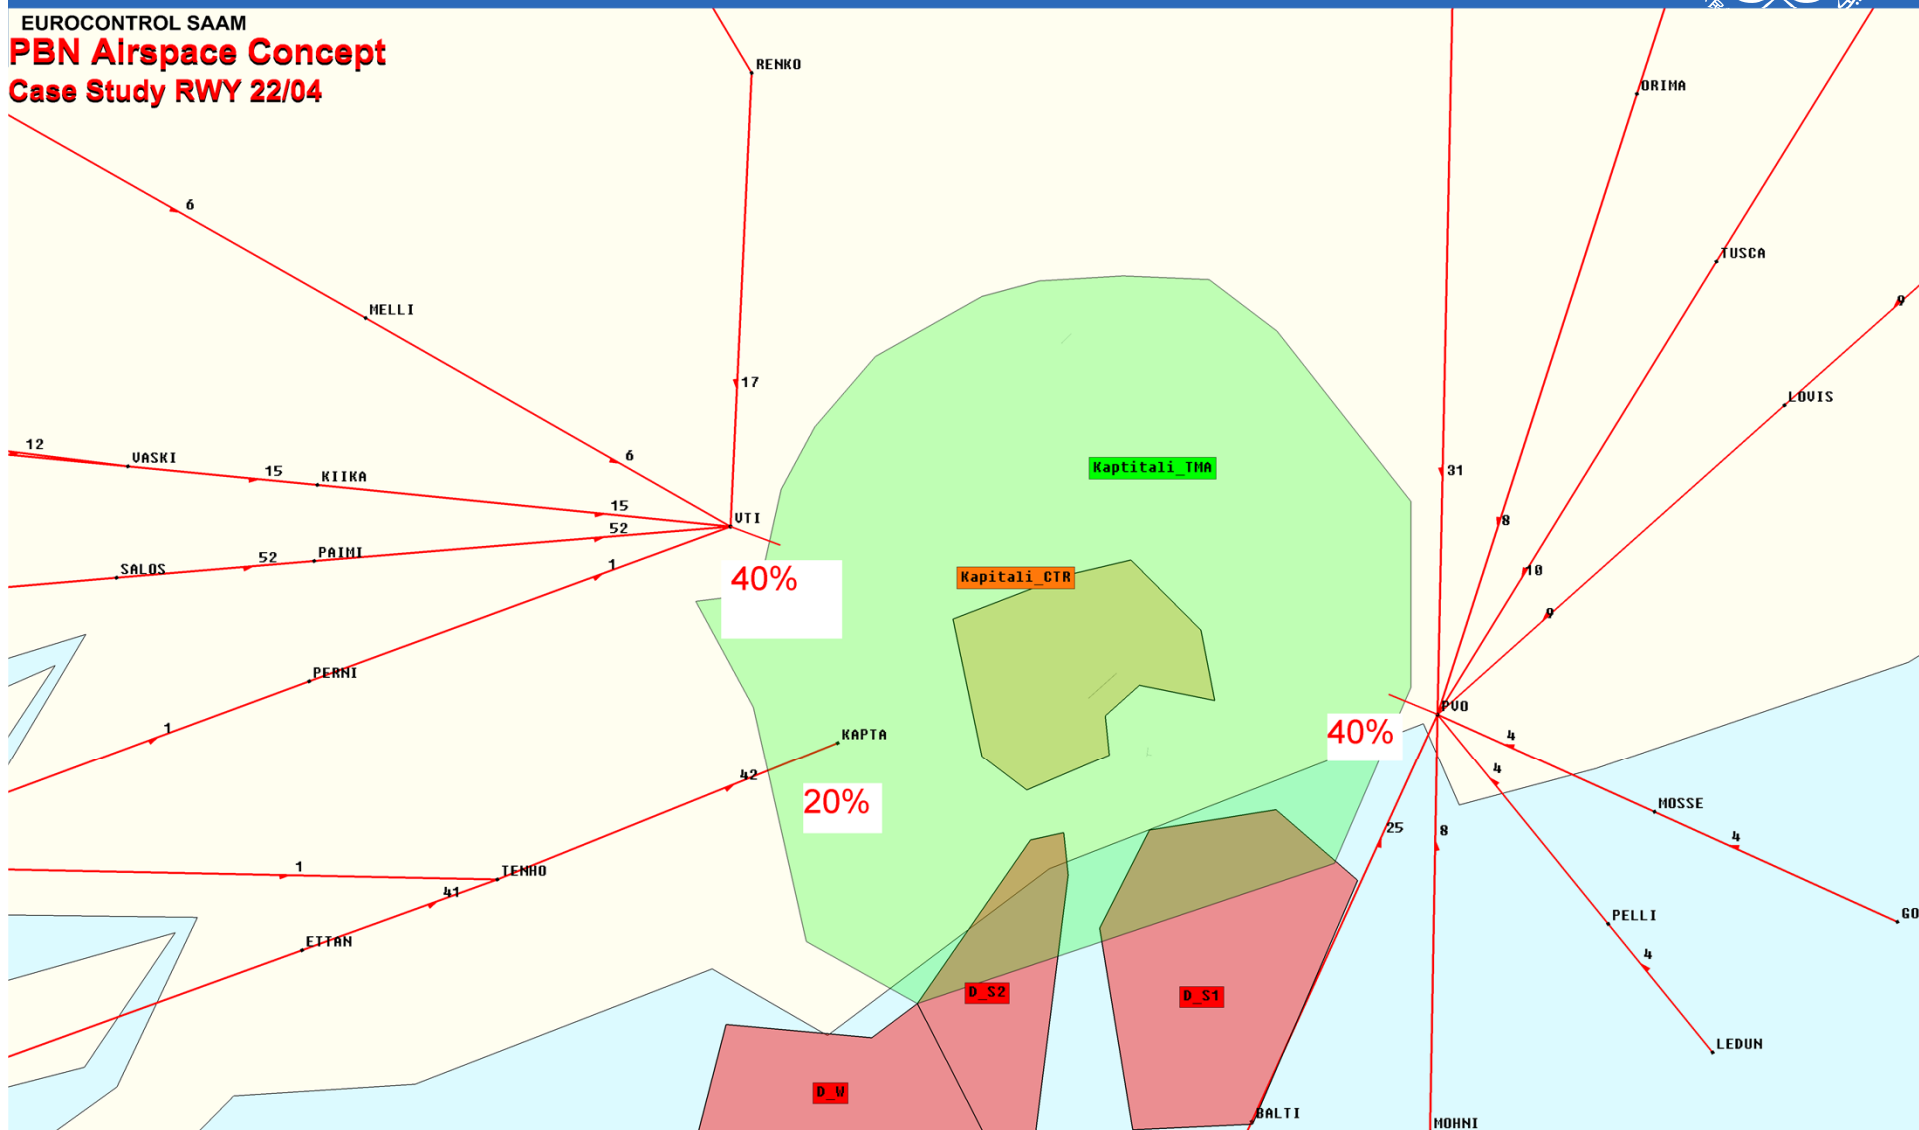 EUROCONTROL SAAM
PBN Airspace Concept
Case Study RWY 22/04
RENKO
ORIMA
6
TUSCA
9
MELLI
17
LOVIS
12
VASKI
15
KIIKA
6
Kaptitali_TMA
31
15
VTI
8
52
PAIMI
52
SALOS
1
40%
Kapitali_CTR
10
9
PERNI
1
KAPTA
PVO
40%
4
42
4
20%
MOSSE
25
8
4
1
TENHO
41
ETTAN
PELLI
GO
4
D_S2
D_S1
LEDUN
D_W
BALTI
MOHNI